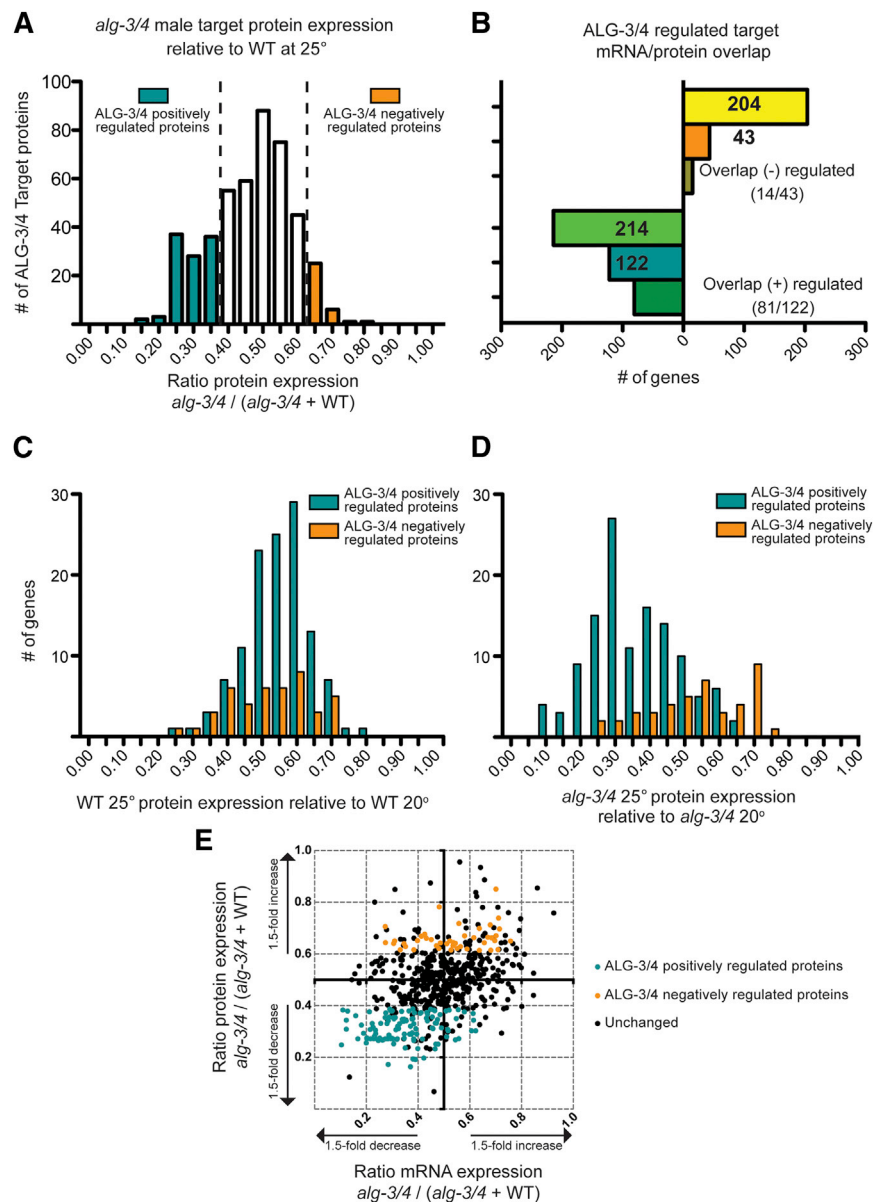 A
alg-3/4 male target protein expression
relative to WT at 25°
ALG-3/4 positively
regulated proteins
ALG-3/4 negatively
regulated proteins
# of ALG-3/4 Target proteins
100
80
60
40
20
0.00
0.10
0.20
0.30
0.40
0.50
0.60
0.70
0.80
0.90
1.00
Ratio protein expression
alg-3/4 / (alg-3/4 + WT)
B
ALG-3/4 regulated target
mRNA/protein overlap
204
43
Overlap (-) regulated
(14/43)
214
122
Overlap (+) regulated
(81/122)
300
200
100
0
100
200
300
# of genes
C
ALG-3/4 positively
regulated proteins
ALG-3/4 negatively
regulated proteins
# of genes
30
20
10
0.00
0.10
0.20
0.30
0.40
0.50
0.60
0.70
0.80
0.90
1.00
WT 25° protein expression relative to WT 20°
D
ALG-3/4 positively
regulated proteins
ALG-3/4 negatively
regulated proteins
30
20
10
0.00
0.10
0.20
0.30
0.40
0.50
0.60
0.70
0.80
0.90
1.00
alg-3/4 25° protein expression
relative to alg-3/4 20°
E
Ratio protein expression
alg-3/4 / (alg-3/4 + WT)
1.5-fold increase
1.5-fold decrease
1.0
0.8
0.6
0.4
0.2
0.2
0.4
0.6
0.8
1.0
1.5-fold decrease
1.5-fold increase
Ratio mRNA expression
alg-3/4 / (alg-3/4 + WT)
ALG-3/4 positively regulated proteins
ALG-3/4 negatively regulated proteins
Unchanged